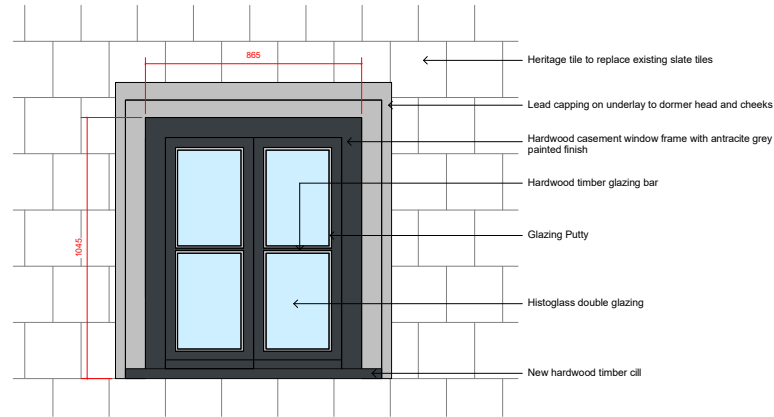 865
Heritage tile to replace existing slate tiles
Lead capping on underlay to dormer head and cheeks
Hardwood casement window frame with antracite grey
painted finish
Hardwood timber glazing bar
1045
Glazing Putty
Histoglass double glazing
New hardwood timber cill